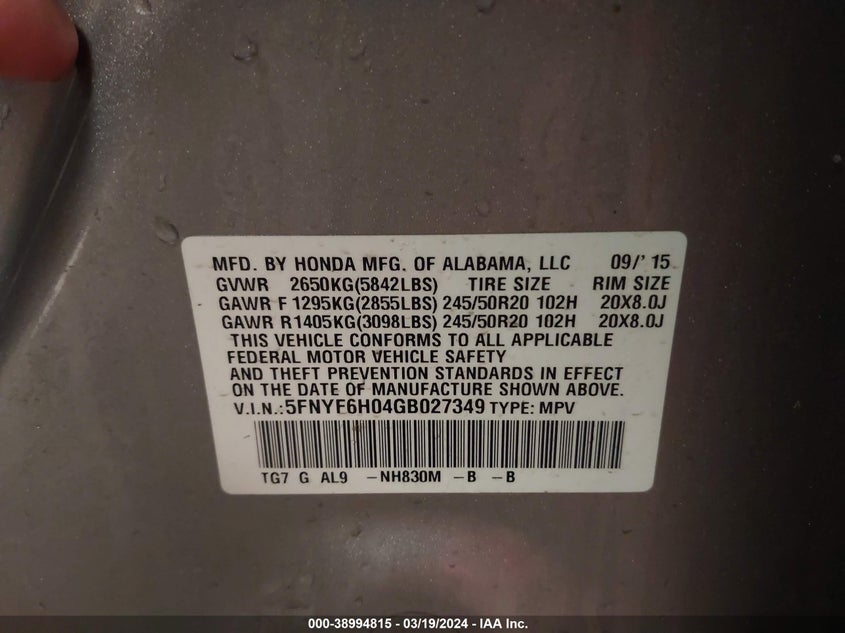 MFD. BY HONDA MFG. OF ALABAMA, LLC 09/' 15
GVWR 2650KG(5842LBS) TIRE SIZE RIM SIZE
GAWR F 1295KG(2855LBS) 245/50R20 102H 20X8.0J
GAWR R1405KG(3098LBS) 245/50R20 102H 20X8.0J
THIS VEHICLE CONFORMS TO ALL APPLICABLE
FEDERAL MOTOR VEHICLE SAFETY
AND THEFT PREVENTION STANDARDS IN EFFECT
ON THE DATE OF MANUFACTURE SHOWN ABOVE.
V.I.N.:5FNYF6H04GB027349 TYPE: MPV
TG7 G AL9 -NH830M -B -B
000-38994815 - 03/19/2024 - IAA Inc.